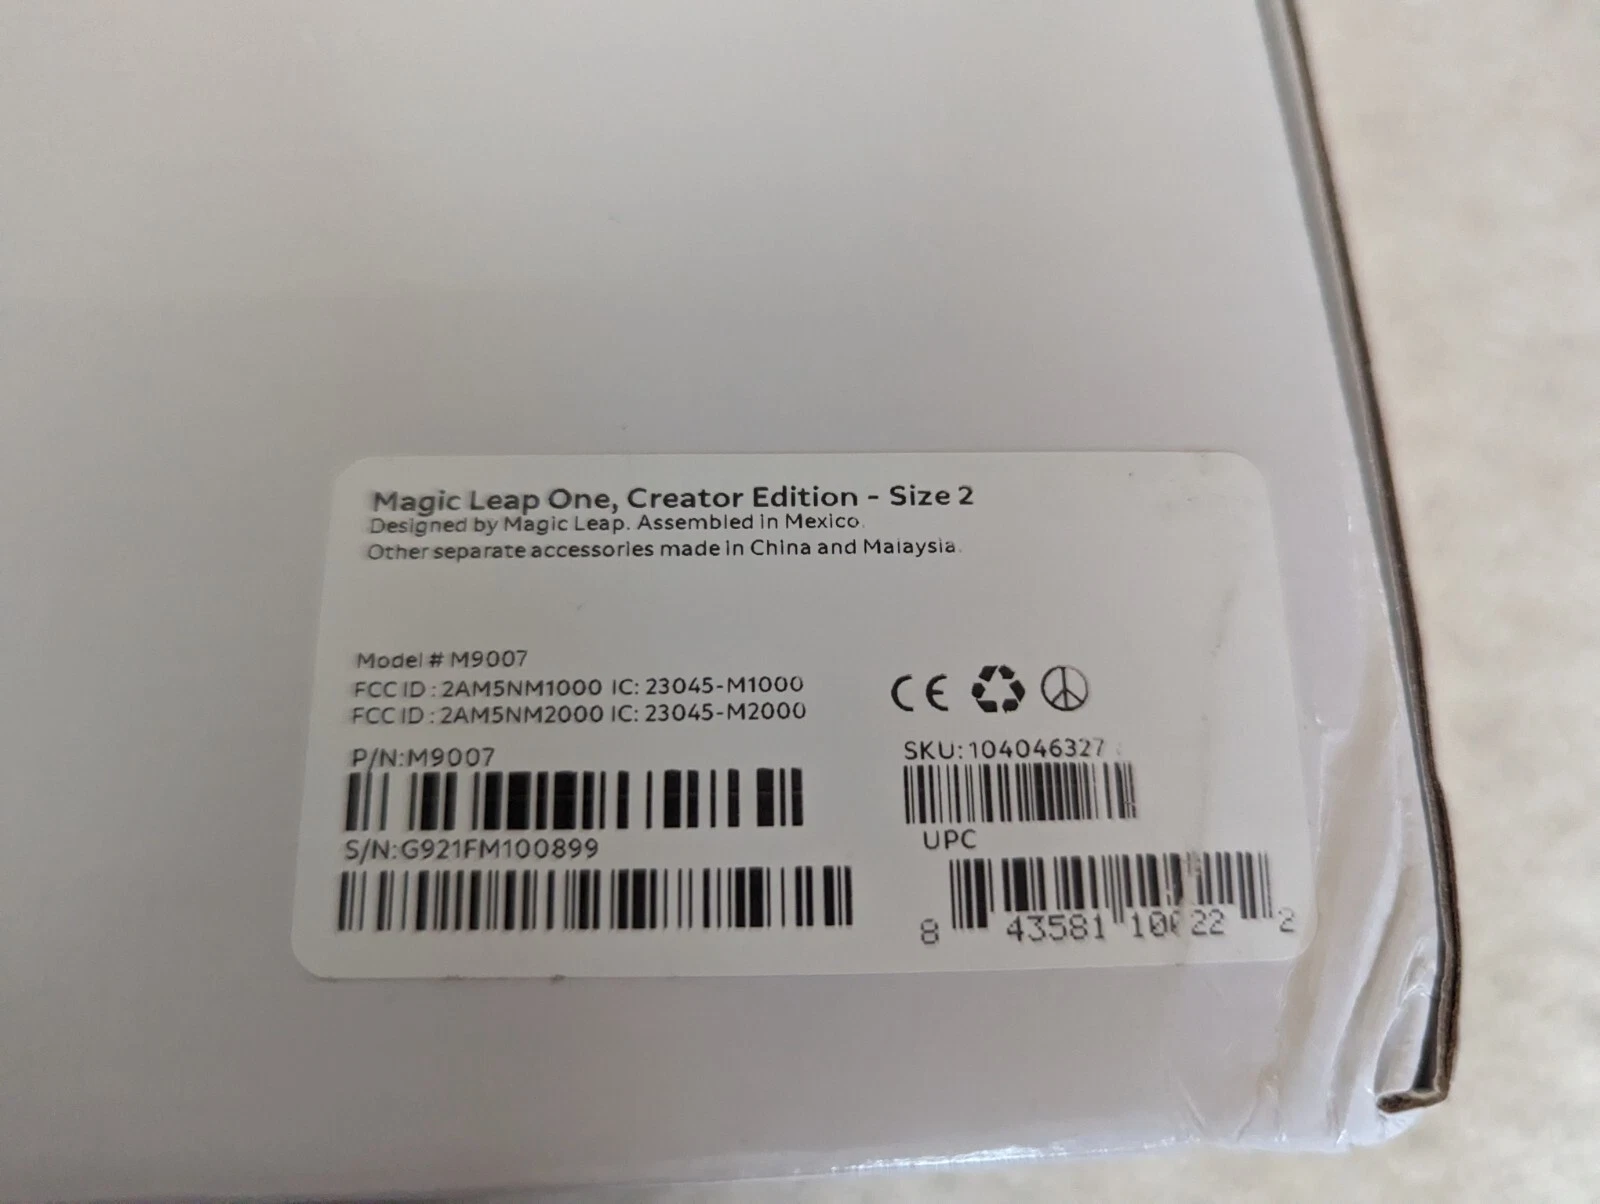 Magic Leap One, Creator Edition - Size 2
Designed by Magic Leap. Assembled in Mexico.
Other separate accessories made in China and Malaysia.
Model # M9007
FCC ID : 2AM5NM1000 IC: 23045-M1000
FCC ID : 2AM5NM2000 IC: 23045-M2000
CE
P/N:M9007
SKU:104046327
S/N:G921FM100899
UPC
8 43581 2